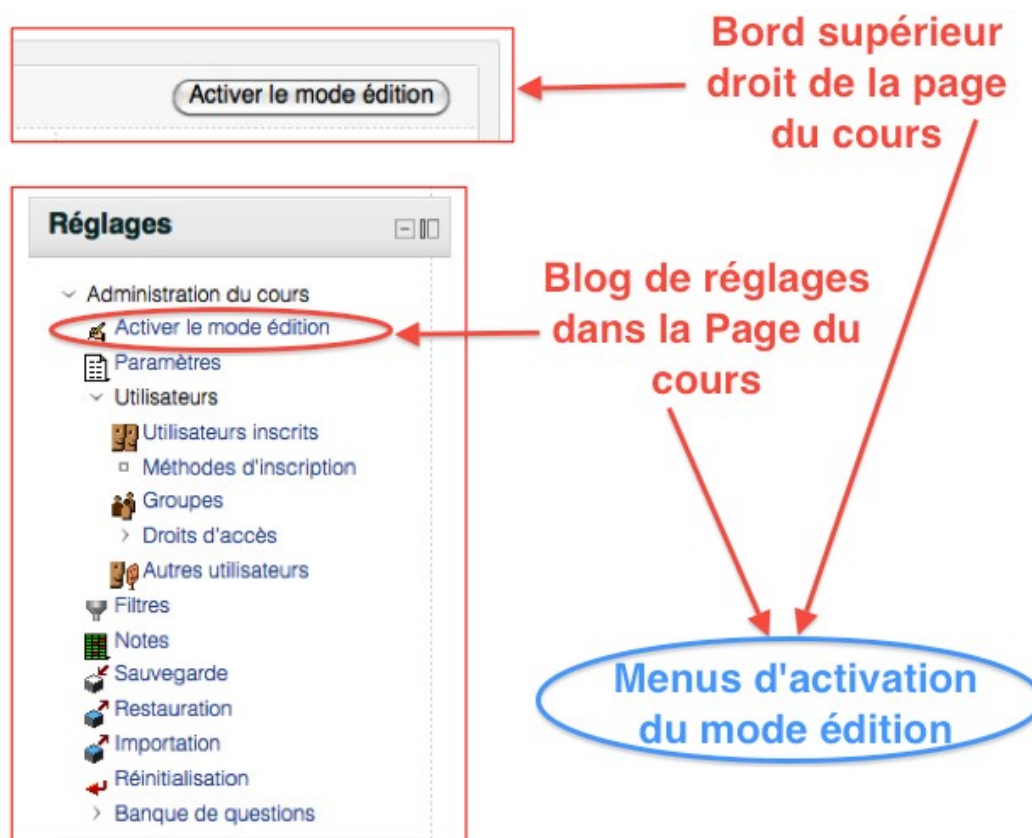 Activer le mode édition
Bord supérieur
droit de la page
du cours
Réglages
Administration du cours
Activer le mode édition
Paramètres
Utilisateurs
Utilisateurs inscrits
Méthodes d'inscription
Groupes
Droits d'accès
Autres utilisateurs
Filtres
Notes
Sauvegarde
Restauration
Importation
Réinitialisation
Banque de questions
Blog de réglages
dans la Page du
cours
Menus d'activation
du mode édition